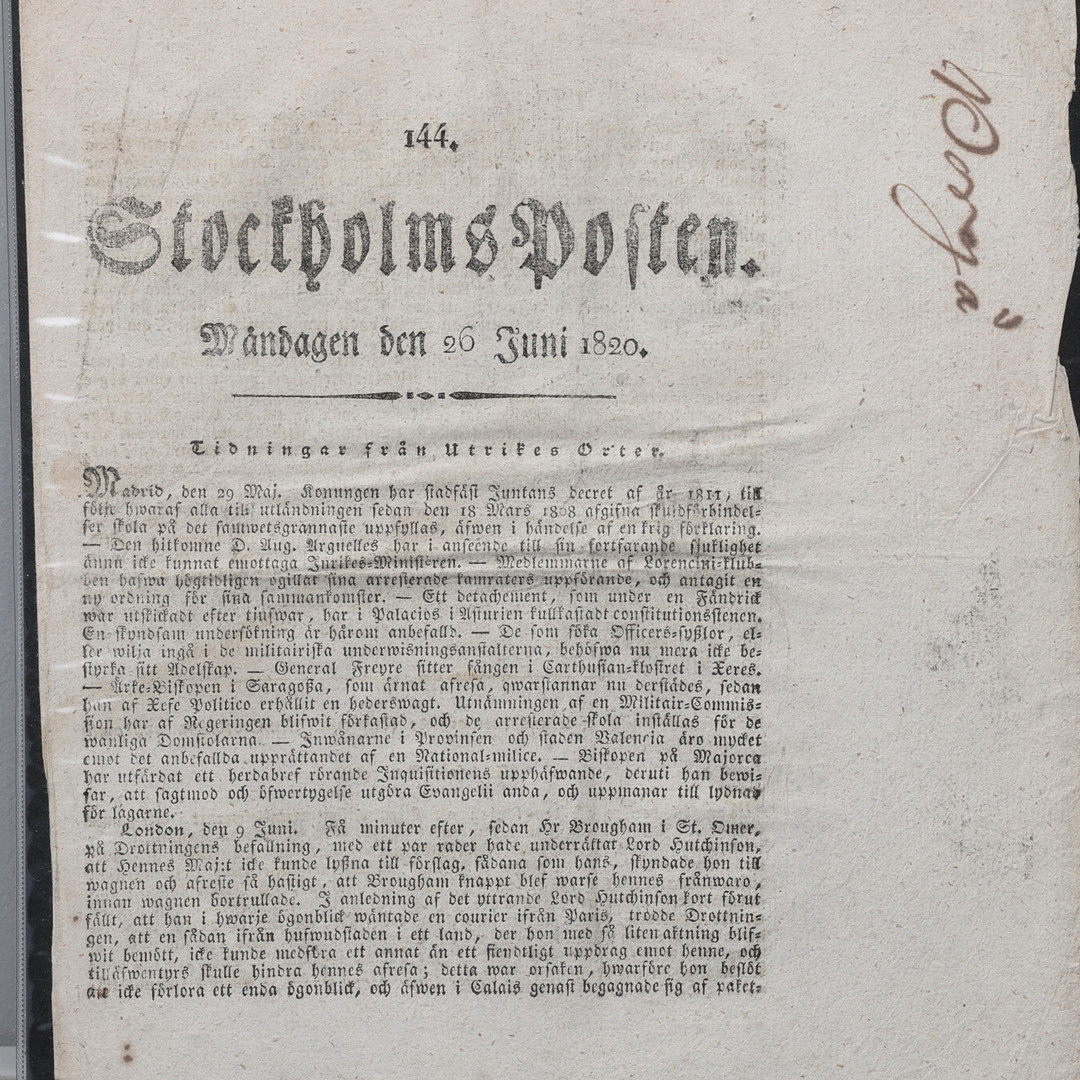 144.
StockholmsPosten.
Måndagen den 26 Juni 1820.
Tidningar från Utrikes Orter.
Madrid, den 29 Maj. Konungen har stadfäst Juntans decret af år 1811, till
följe hwaraf alla till utländningen sedan den 18 Mars 1808 afgifna skuldförbindel-
ser skola på det samwetsgrannaste uppfyllas, äfwen i händelse af en krig förklaring.
— Den hitkomne D. Aug. Arguelles har i anseende till sin fortfarande sjuklighet
ännu icke kunnat emottaga Inrikes-Ministèren. — Medlemmarne af Lorencini-klub-
ben hafwa högtidligen ogillat sina arresterade kamraters uppförande, och antagit en
ny ordning för sina sammankomster. — Ett detachement, som under en Fändrick
war utskickadt efter tjufwar, har i Palacios i Asturien kullkastadt constitutionsstenen.
En skyndsam undersökning är härom anbefalld. — De som söka Officers-sysslor, el-
ler wilja ingå i de militairiska underwisningsanstalterna, behöfwa nu mera icke be-
styrka sitt Adelskap. — General Freyre sitter fången i Carthusian-klostret i Xeres.
— Ärke-Biskopen i Saragoßa, som ärnat afresa, qwarstannar nu derstädes, sedan
han af Xefe Politico erhållit en hederswagt. Utnämningen af en Militair-Commis-
sion har af Regeringen blifwit förkastad, och de arresterade skola inställas för de
wanliga Domstolarna. — Inwånarne i Provinsen och staden Valencia äro mycket
emot det anbefallda upprättandet af en National-milice. — Biskopen på Majorca
har utfärdat ett herdabref rörande Inquisitionens upphäfwande, deruti han bewi-
sar, att sagtmod och öfwertygelse utgöra Evangelii anda, och uppmanar till lydnad
för lagarne.
London, den 9 Juni. Få minuter efter, sedan Hr Brougham i St. Omer,
på Drottningens befallning, med ett par rader hade underrättat Lord Hutchinson,
att Hennes Maj:t icke kunde lyßna till förslag, sådana som hans, skyndade hon till
wagnen och afreste så hastigt, att Brougham knappt blef warse hennes frånwaro,
innan wagnen bortrullade. I anledning af det yttrande Lord Hutchinson kort förut
fällt, att han i hwarje ögonblick wäntade en courier ifrån Paris, trodde Drottnin-
gen, att en sådan ifrån hufwudstaden i ett land, der hon med så liten aktning blif-
wit bemött, icke kunde medföra ett annat än ett fiendtligt uppdrag emot henne, och
till äfwentyrs skulle hindra hennes afresa; detta war orsaken, hwarföre hon beslöt
att icke förlora ett enda ögonblick, och äfwen i Calais genast begagnade sig af paket-
Borgå